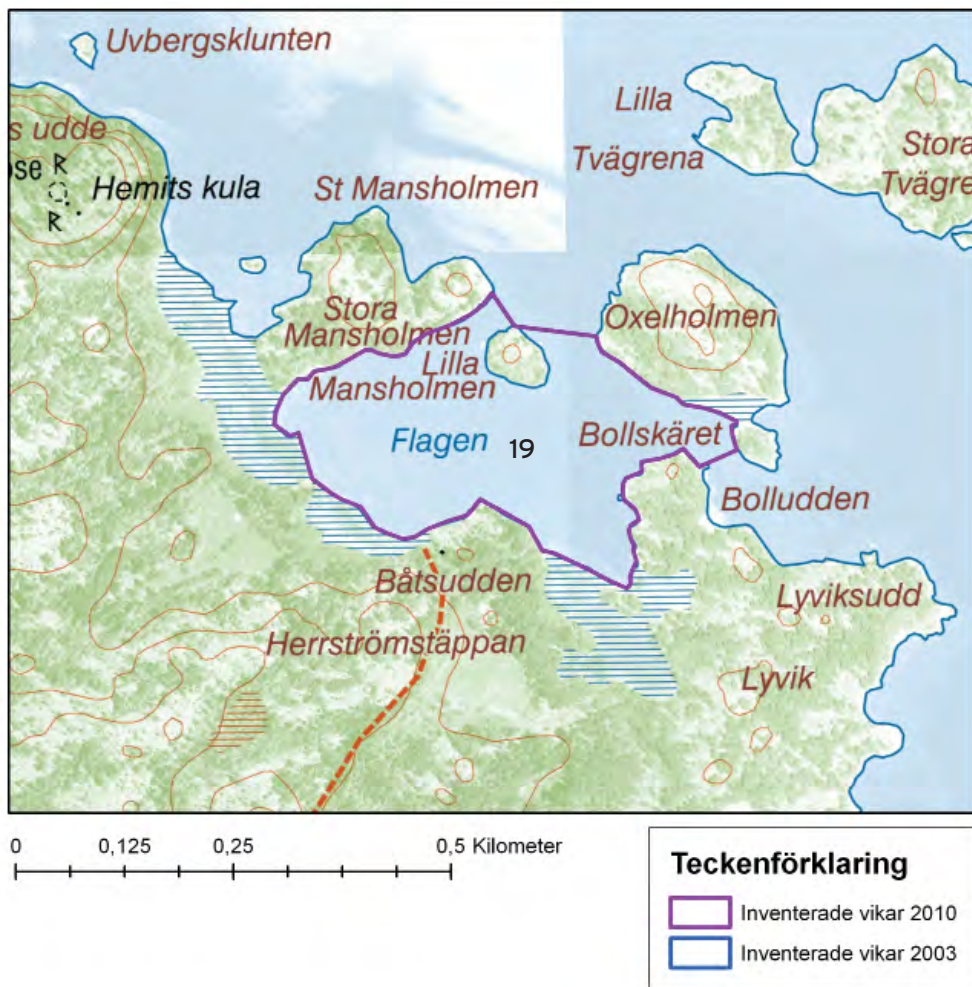 Uvbergsklunten
Lilla
Tvägrena
Stora
Tvägre
s udde
ose
R
Hemits kula
R
St Mansholmen
Stora
Mansholmen
Lilla
Mansholmen
Oxelholmen
Flagen
19
Bollskäret
Bolludden
Båtsudden
Lyviksudd
Herrströmstäppan
Lyvik
0 0,125 0,25 0,5 Kilometer
Teckenförklaring
Inventerade vikar 2010
Inventerade vikar 2003